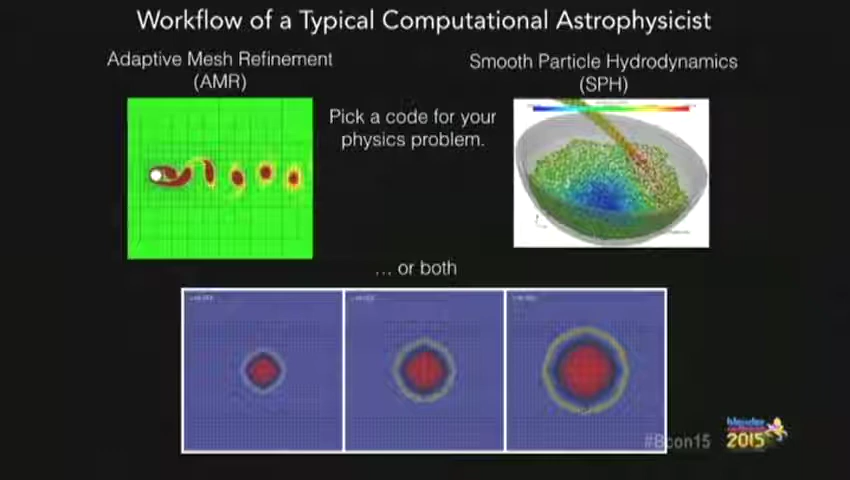 Workflow of a Typical Computational Astrophysicist
Adaptive Mesh Refinement
(AMR)
Smooth Particle Hydrodynamics
(SPH)
Pick a code for your
physics problem.
... or both
#Bcon15
blender
2015